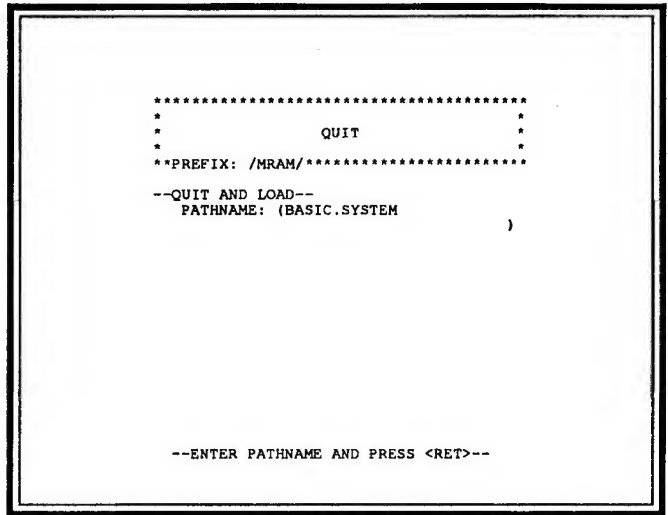 ***************************************
*                                     *
*                QUIT                 *
*                                     *
**PREFIX: /MRAM/***********************
--QUIT AND LOAD--
PATHNAME: (BASIC.SYSTEM
)
--ENTER PATHNAME AND PRESS <RET>--